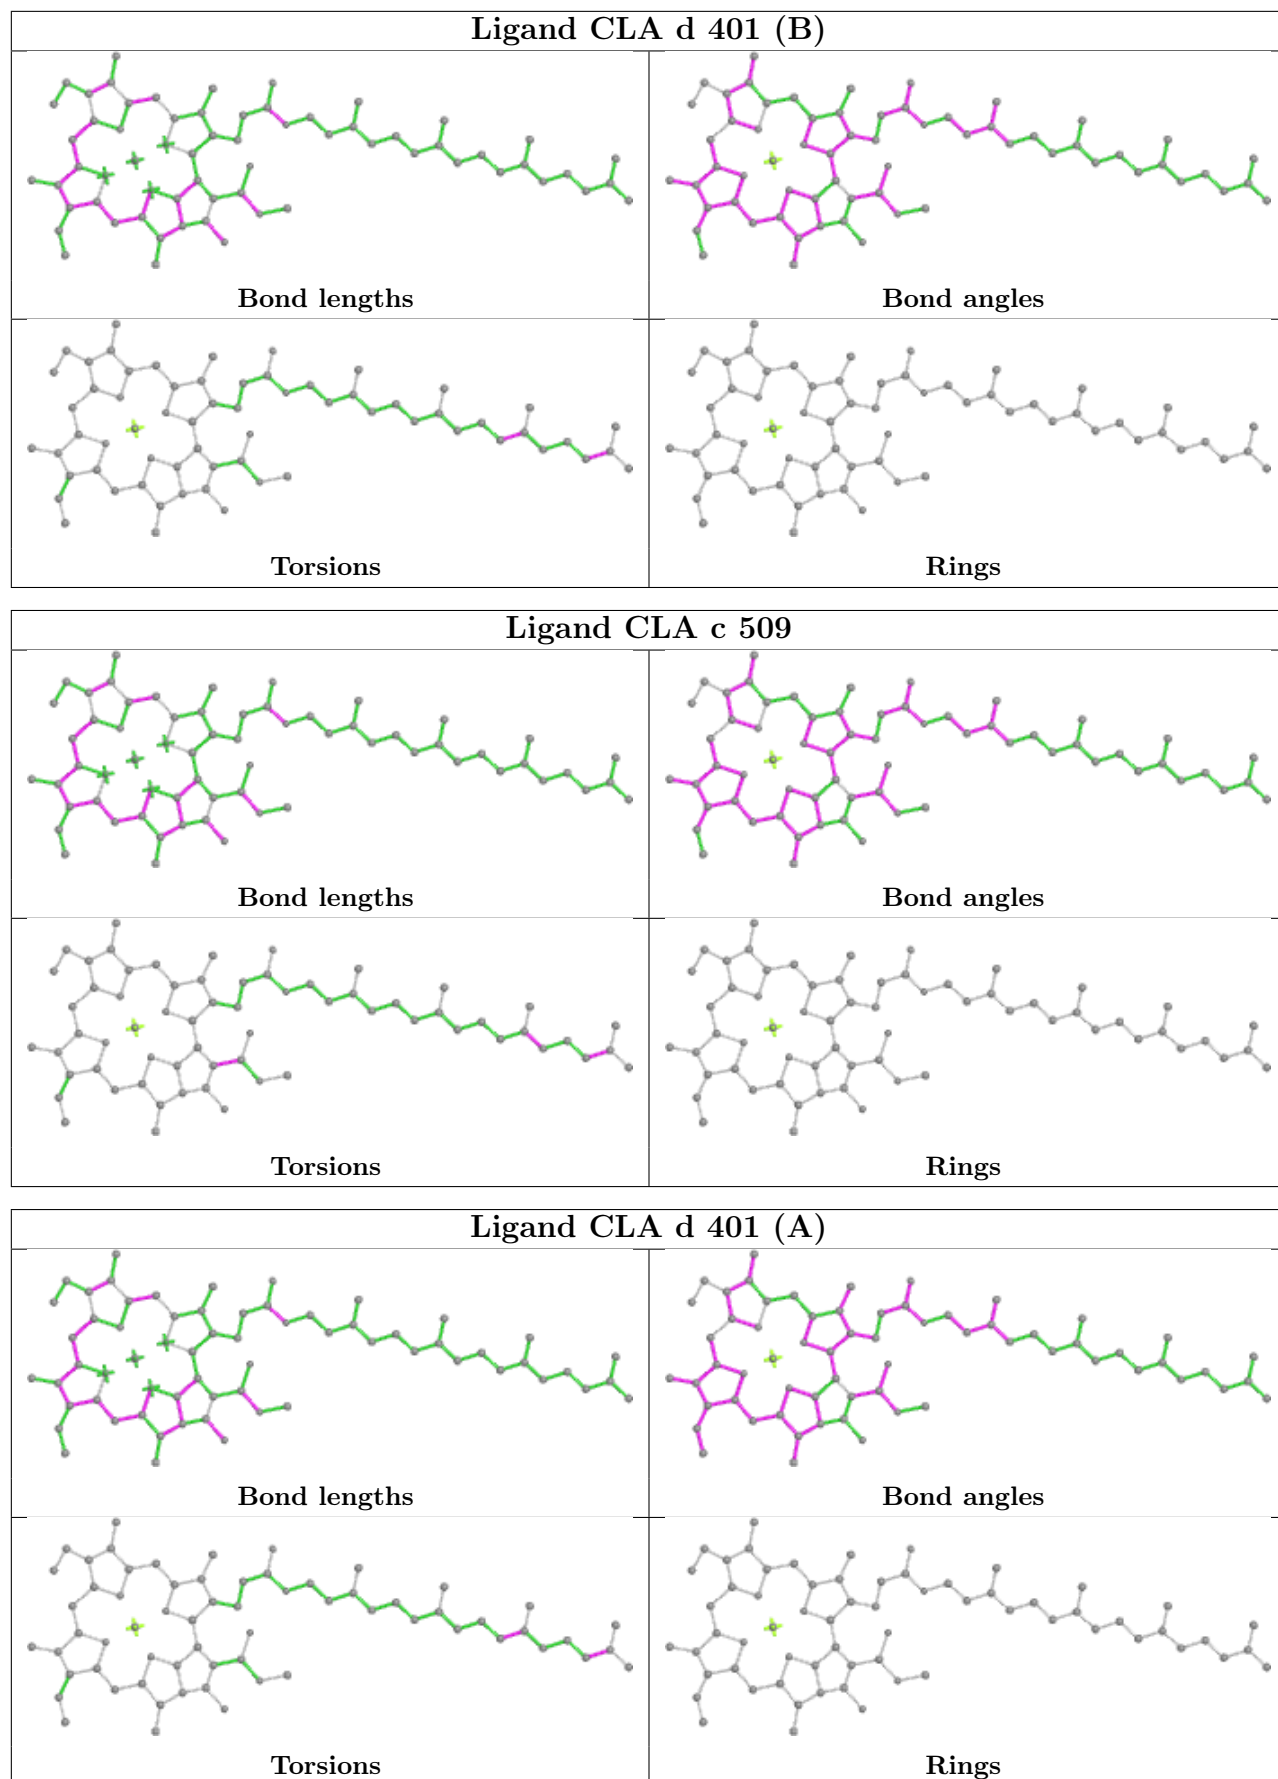 Ligand CLA d 401 (B)
Bond lengths
Bond angles
Torsions
Rings
Ligand CLA c 509
Bond lengths
Bond angles
Torsions
Rings
Ligand CLA d 401 (A)
Bond lengths
Bond angles
Torsions
Rings